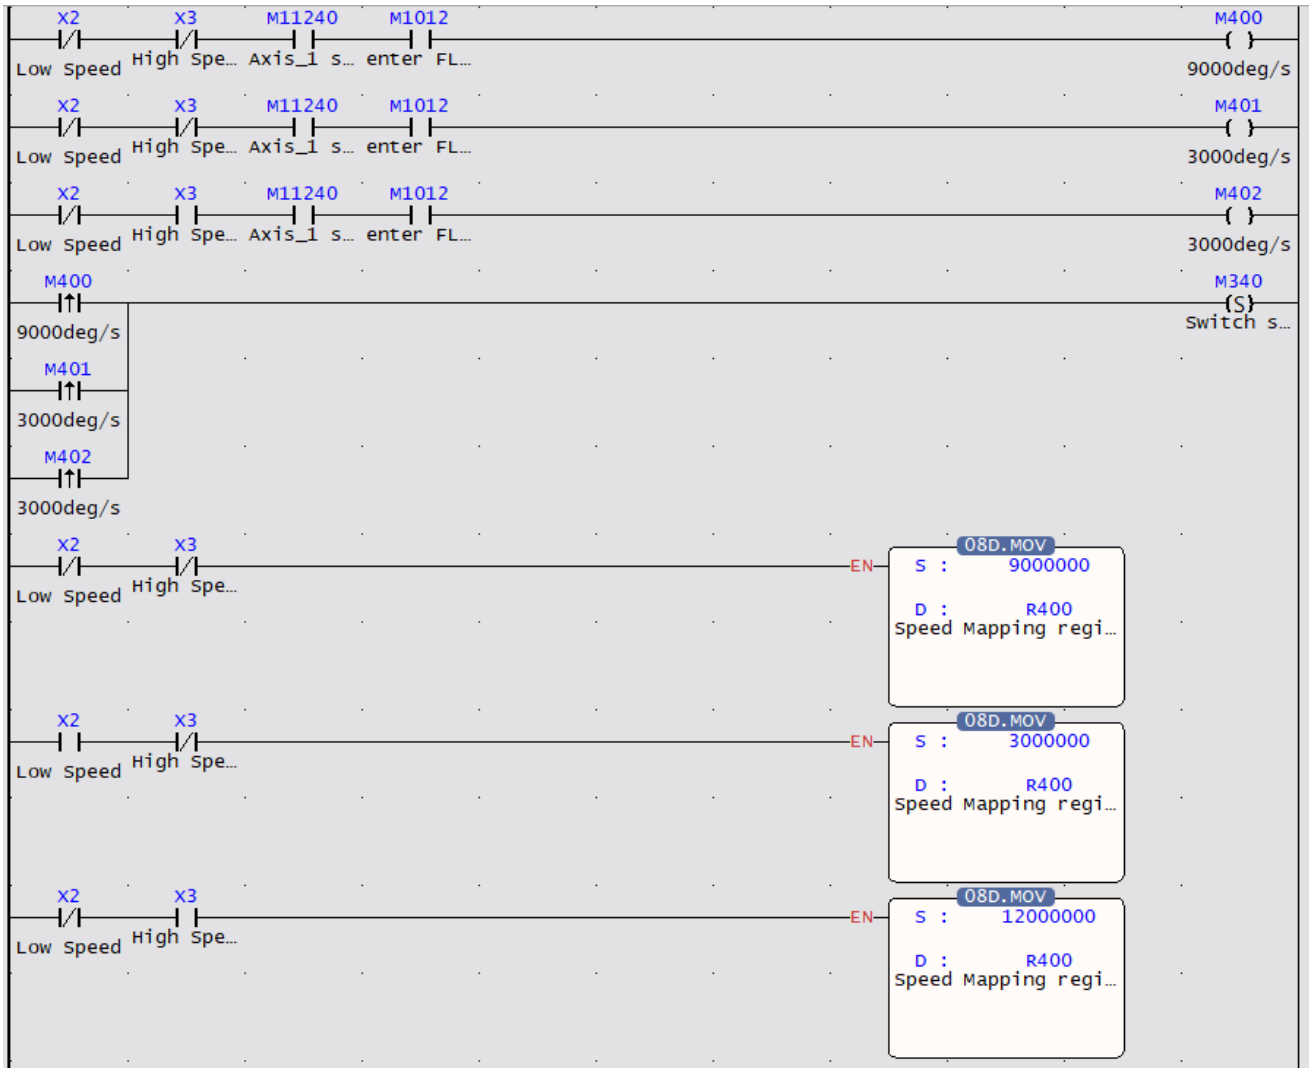 X2 X3 M11240 M1012 M400
Low Speed High Spe… Axis_1 s… enter FL… 9000deg/s
X2 X3 M11240 M1012 M401
Low Speed High Spe… Axis_1 s… enter FL… 3000deg/s
X2 X3 M11240 M1012 M402
Low Speed High Spe… Axis_1 s… enter FL… 3000deg/s
M400 M340
(S)
9000deg/s Switch s…
M401
3000deg/s
M402
3000deg/s
X2 X3 08D.MOV
EN S : 9000000
Low Speed High Spe… D : R400
Speed Mapping regi…
X2 X3 08D.MOV
EN S : 3000000
Low Speed High Spe… D : R400
Speed Mapping regi…
X2 X3 08D.MOV
EN S : 12000000
Low Speed High Spe… D : R400
Speed Mapping regi…